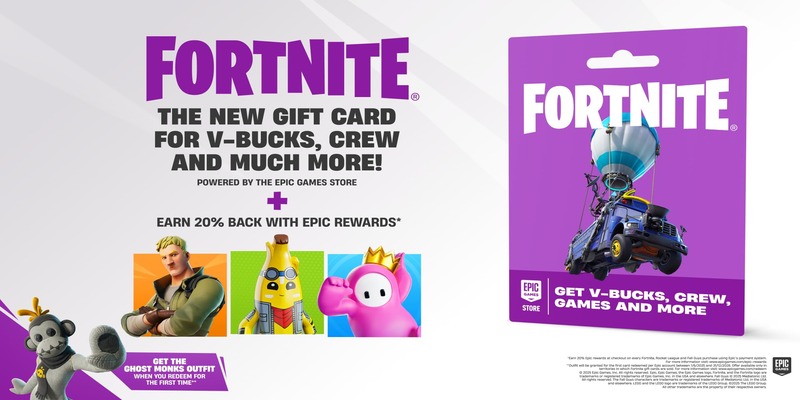 FORTNITE®
THE NEW GIFT CARD
FOR V-BUCKS, CREW
AND MUCH MORE!
POWERED BY THE EPIC GAMES STORE
+
EARN 20% BACK WITH EPIC REWARDS*
GET THE
GHOST MONKS OUTFIT
WHEN YOU REDEEM FOR
THE FIRST TIME**
FORTNITE®
EPIC
GAMES
STORE
GET V-BUCKS, CREW,
GAMES AND MORE
EPIC
GAMES